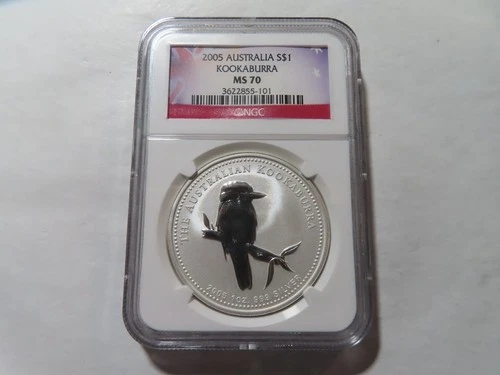 2005 AUSTRALIA S$1
KOOKABURRA
MS 70
3622855-101
NGC
THE AUSTRALIAN KOOKABURRA
2005 1oz. 999 SILVER